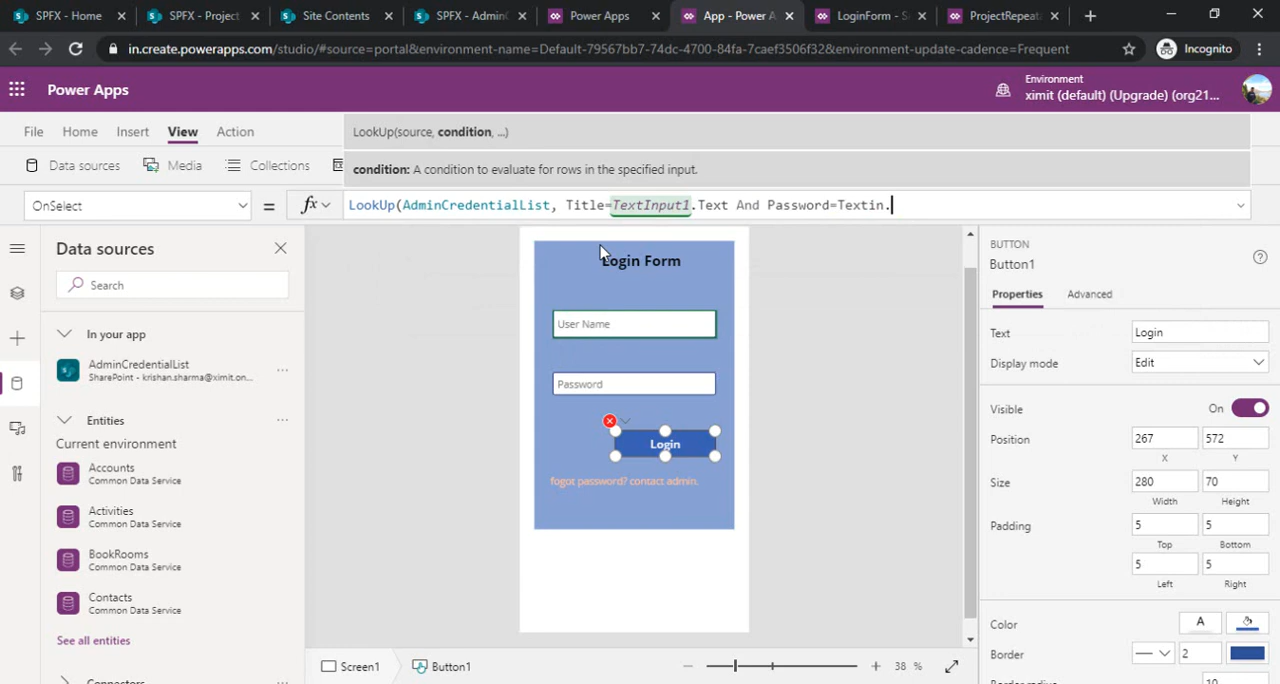 SPFX - Home
SPFX - Project
Site Contents
SPFX - Admin
Power Apps
App - Power A
LoginForm - S
ProjectRepeat
in.create.powerapps.com/studio/#source=portal&environment-name=Default-79567bb7-74dc-4700-84fa-7caef3506f32&environment-update-cadence=Frequent
Incognito
Power Apps
Environment
ximit (default) (Upgrade) (org21...
File
Home
Insert
View
Action
LookUp(source, condition, ...)
Data sources
Media
Collections
condition: A condition to evaluate for rows in the specified input.
OnSelect
=
fx
LookUp(AdminCredentialList, Title=TextInput1.Text And Password=Textin.
Data sources
Search
In your app
AdminCredentialList
SharePoint - krishan.sharma@ximit.on...
Entities
Current environment
Accounts
Common Data Service
Activities
Common Data Service
BookRooms
Common Data Service
Contacts
Common Data Service
See all entities
Login Form
User Name
Password
Login
fogot password? contact admin.
Screen1
Button1
38 %
BUTTON
Button1
Properties
Advanced
Text
Login
Display mode
Edit
Visible
On
Position
267
572
X
Y
Size
280
70
Width
Height
Padding
5
5
Top
Bottom
5
5
Left
Right
Color
A
Border
2